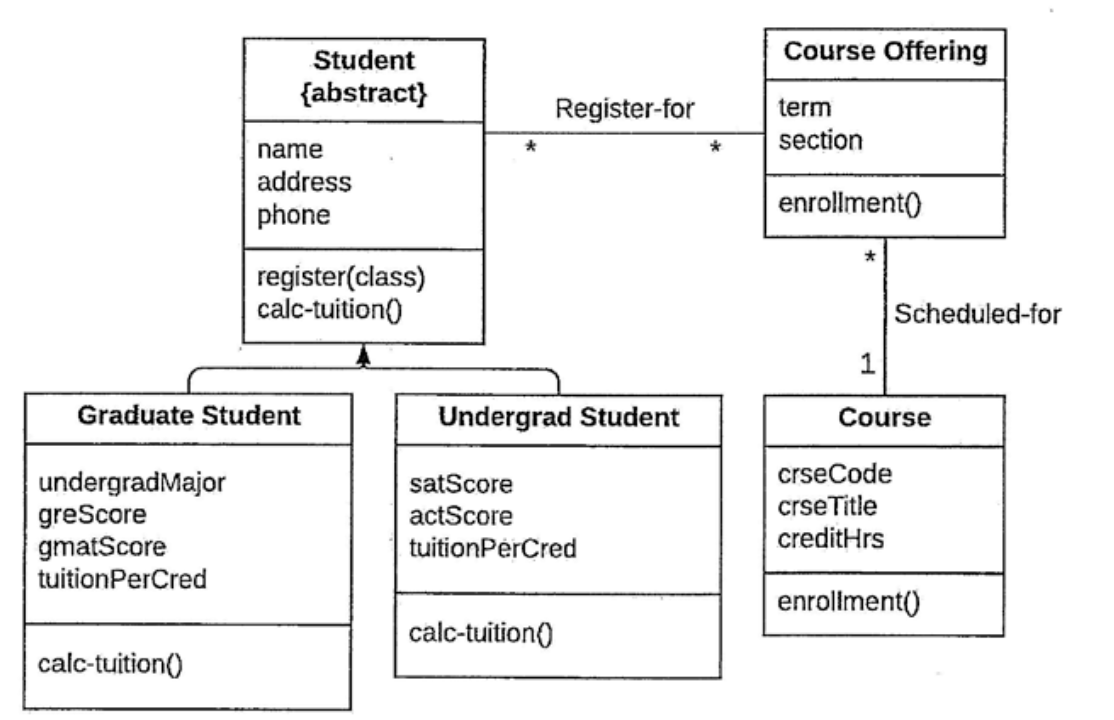 Student
{abstract}
name
address
phone
register(class)
calc-tuition()
Register-for
*
*
Course Offering
term
section
enrollment()
*
Scheduled-for
1
Graduate Student
undergradMajor
greScore
gmatScore
tuitionPerCred
calc-tuition()
Undergrad Student
satScore
actScore
tuitionPerCred
calc-tuition()
Course
crseCode
crseTitle
creditHrs
enrollment()